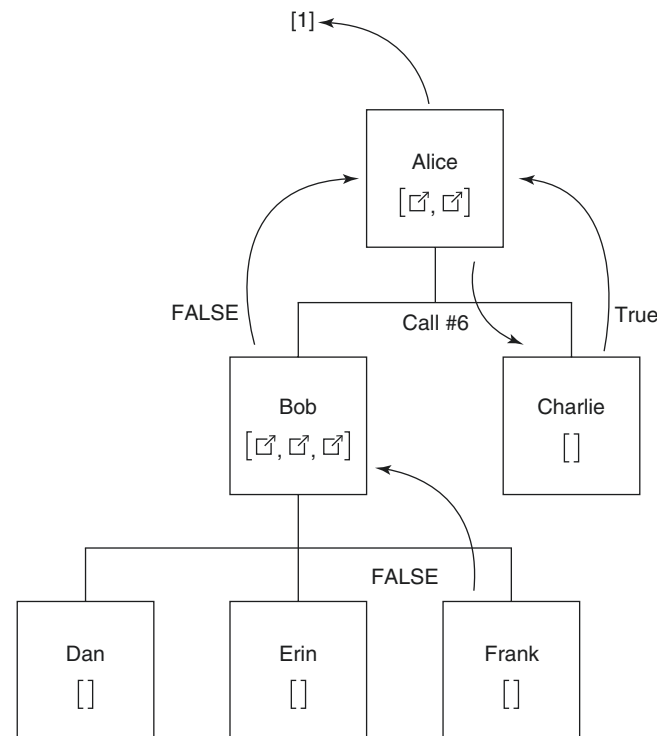 [1]
Alice
[↗, ↗]
FALSE
Call #6
True
Bob
[↗, ↗, ↗]
Charlie
[]
FALSE
Dan
[]
Erin
[]
Frank
[]